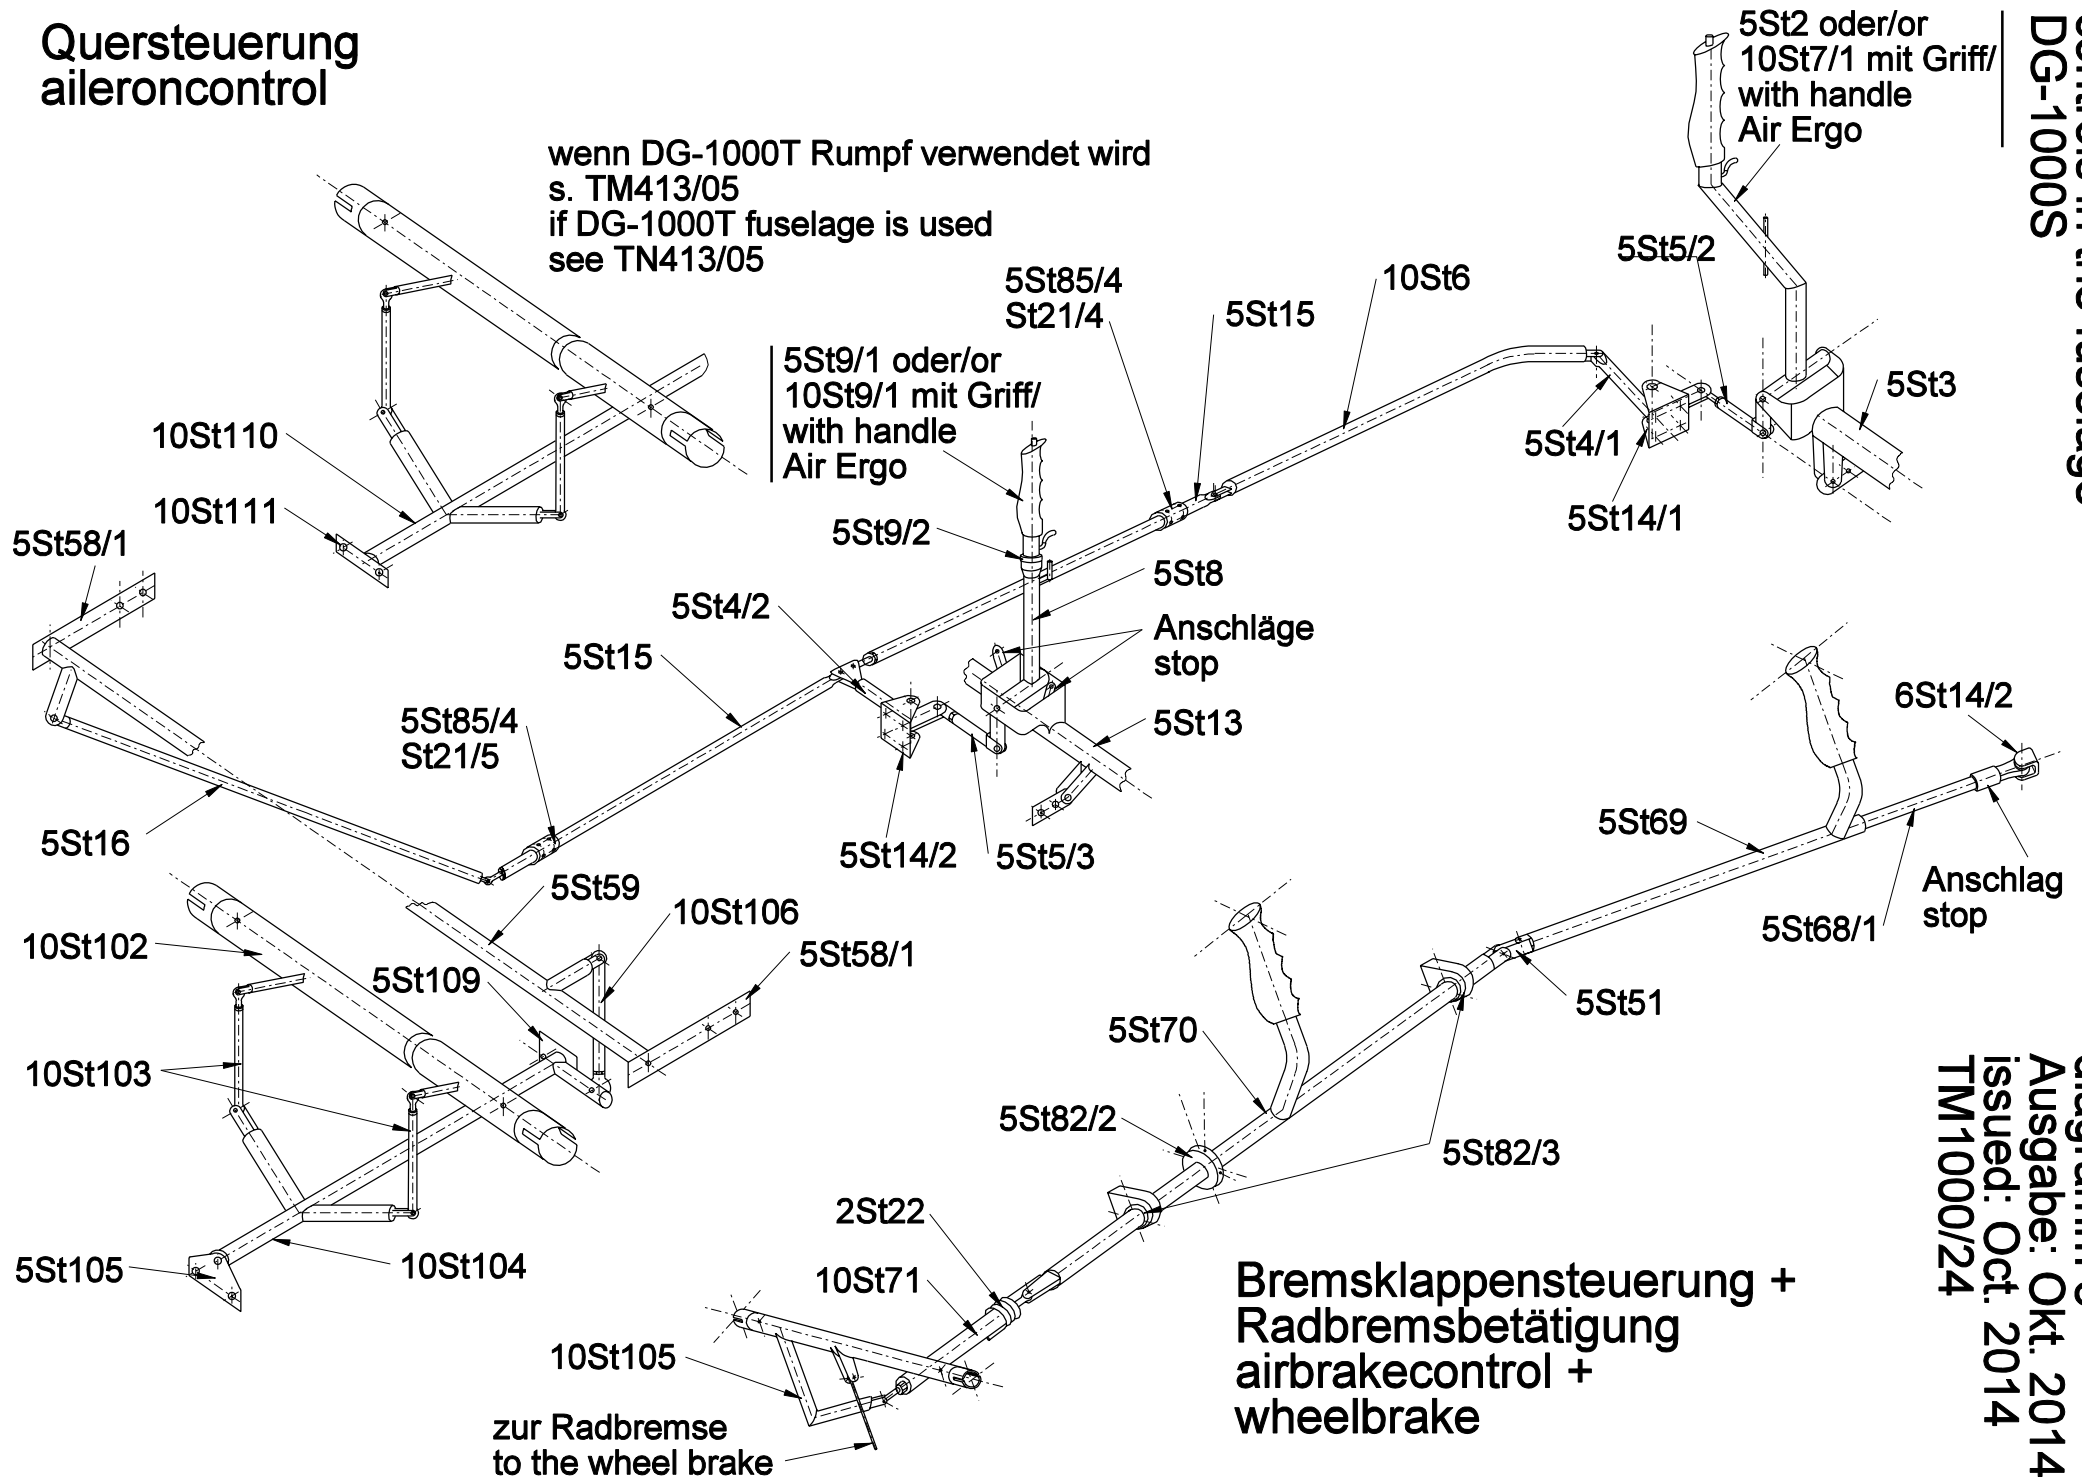 Quersteuerung
aileroncontrol
wenn DG-1000T Rumpf verwendet wird
s. TM413/05
if DG-1000T fuselage is used
see TN413/05
5St2 oder/or
10St7/1 mit Griff/
with handle
Air Ergo
DG-1000S
5St5/2
5St85/4
St21/4
5St15
10St6
5St9/1 oder/or
10St9/1 mit Griff/
with handle
Air Ergo
5St3
5St4/1
5St14/1
10St110
10St111
5St58/1
5St9/2
5St8
5St4/2
Anschläge
stop
5St15
5St13
5St85/4
St21/5
6St14/2
5St16
5St14/2
5St5/3
5St69
Anschlag
stop
5St68/1
5St59
10St106
5St58/1
10St102
5St109
5St51
5St70
10St103
5St82/2
5St82/3
2St22
10St71
5St105
10St104
10St105
zur Radbremse
to the wheel brake
Bremsklappensteuerung +
Radbremsbetätigung
airbrakecontrol +
wheelbrake
Ausgabe: Okt. 2014
issued: Oct. 2014
TM1000/24